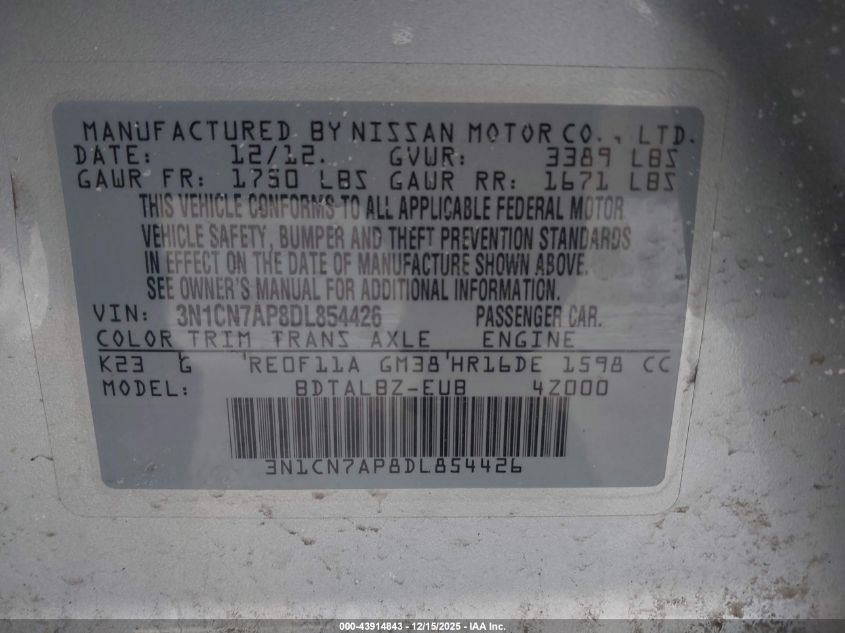 MANUFACTURED BY NISSAN MOTOR CO., LTD.
DATE: 12/12. GVWR: 3389 LBS
GAWR FR: 1750 LBS GAWR RR: 1671 LBS
THIS VEHICLE CONFORMS TO ALL APPLICABLE FEDERAL MOTOR
VEHICLE SAFETY, BUMPER AND THEFT PREVENTION STANDARDS
IN EFFECT ON THE DATE OF MANUFACTURE SHOWN ABOVE.
SEE OWNER'S MANUAL FOR ADDITIONAL INFORMATION.
VIN: 3N1CN7AP8DL854426 PASSENGER CAR.
COLOR TRIM TRANS AXLE ENGINE
K23 G RE0F11A GM38 HR16DE 1598 CC
MODEL: BDTALBZ-EUB 4Z000
3N1CN7AP8DL854426
000-43914843 - 12/15/2025 - IAA Inc.